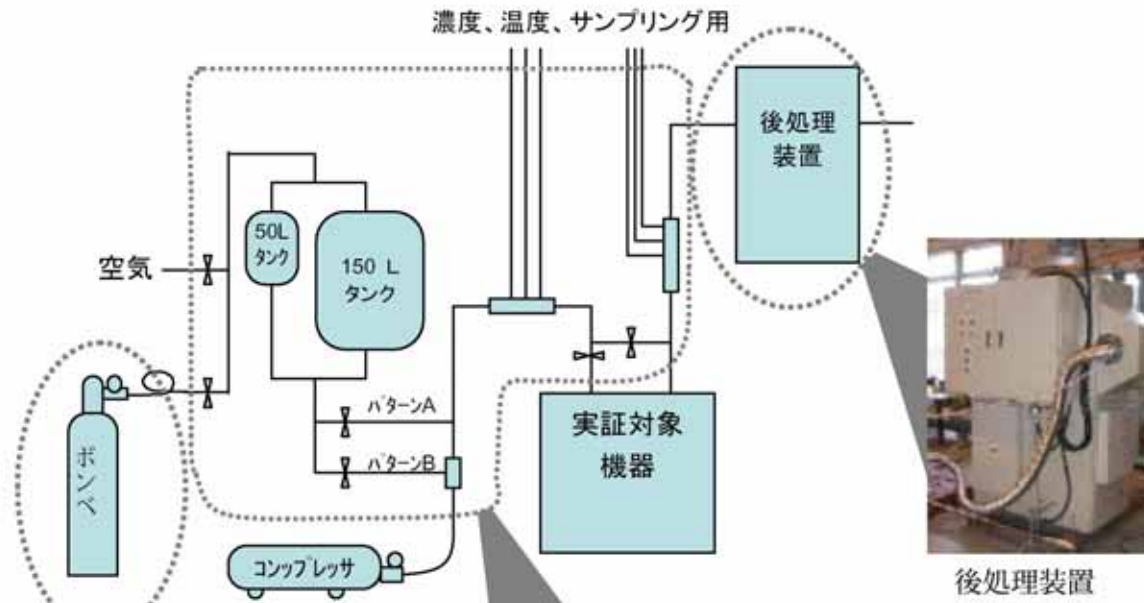 濃度、温度、サンプリング用
後処理
装置
50L
タンク
150 L
タンク
空気
パターンA
パターンB
実証対象
機器
ボンベ
コンップレッサ
後処理装置